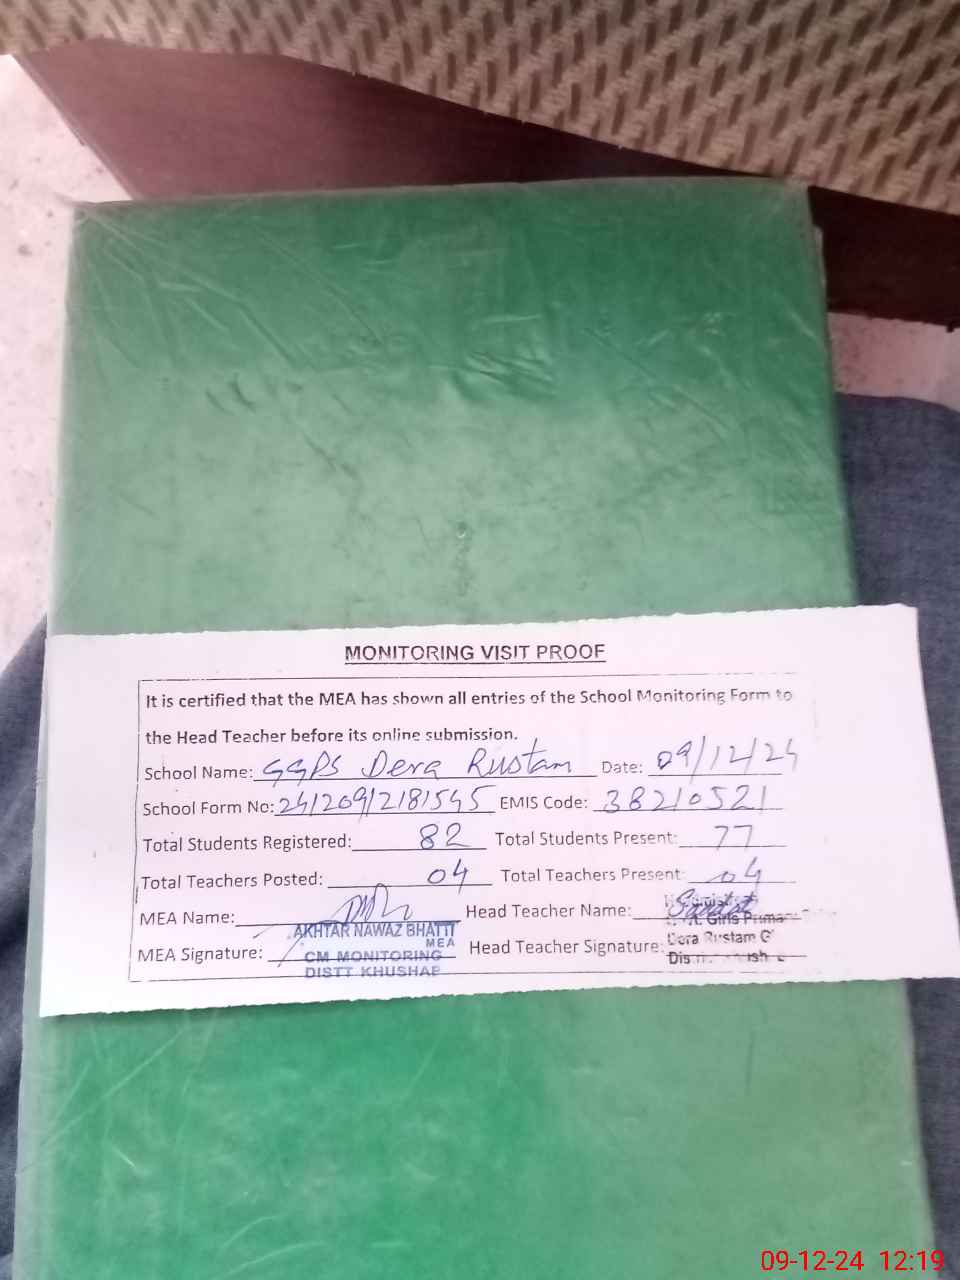 MONITORING VISIT PROOF
It is certified that the MEA has shown all entries of the School Monitoring Form to
the Head Teacher before its online submission.
School Name: GGPS Dera Rustam Date: 09/12/24
School Form No: 241209/2181545 EMIS Code: 38210521
Total Students Registered: 82 Total Students Present: 77
Total Teachers Posted: 04 Total Teachers Present: 04
MEA Name: Head Teacher Name:
AKHTAR NAWAZ BHATTI Girls
MEA
MEA Signature: Head Teacher Signature: Dera Rustam
CM MONITORING
DISTT KHUSHAB
09-12-24 12:19